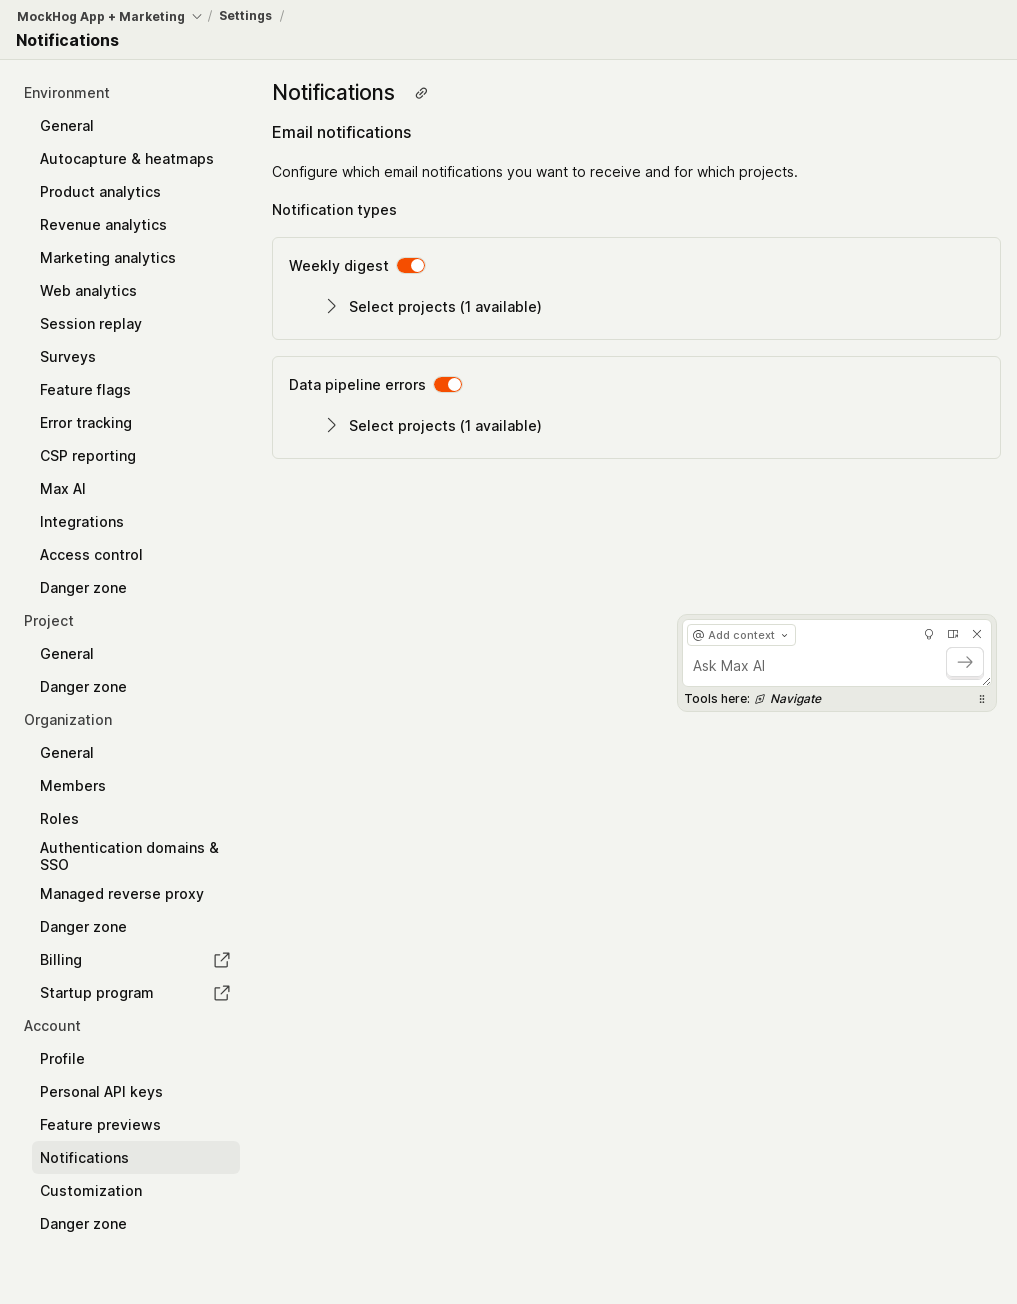 MockHog App + Marketing / Settings /
Notifications
Environment
General
Autocapture & heatmaps
Product analytics
Revenue analytics
Marketing analytics
Web analytics
Session replay
Surveys
Feature flags
Error tracking
CSP reporting
Max AI
Integrations
Access control
Danger zone
Project
General
Danger zone
Organization
General
Members
Roles
Authentication domains &
SSO
Managed reverse proxy
Danger zone
Billing
Startup program
Account
Profile
Personal API keys
Feature previews
Notifications
Customization
Danger zone
Notifications
Email notifications
Configure which email notifications you want to receive and for which projects.
Notification types
Weekly digest
Select projects (1 available)
Data pipeline errors
Select projects (1 available)
@ Add context
Ask Max AI
Tools here: Navigate